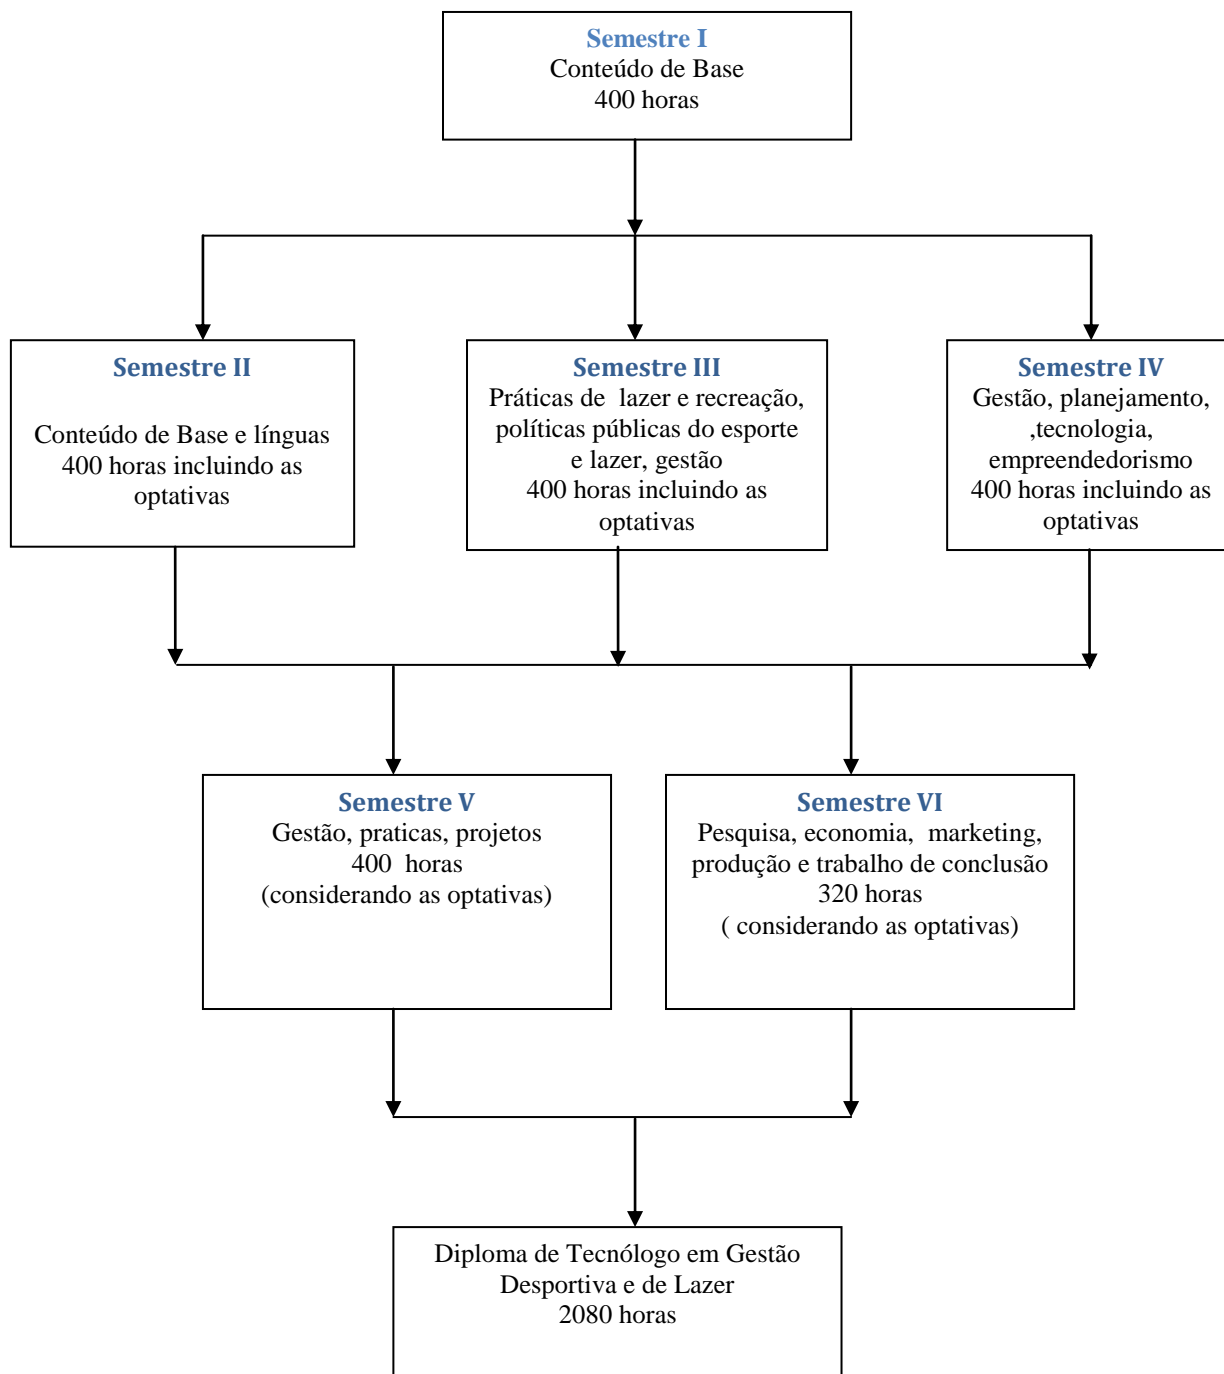 Semestre I
Conteúdo de Base
400 horas
Semestre II
Conteúdo de Base e línguas
400 horas incluindo as
optativas
Semestre III
Práticas de lazer e recreação,
políticas públicas do esporte
e lazer, gestão
400 horas incluindo as
optativas
Semestre IV
Gestão, planejamento,
,tecnologia,
empreendedorismo
400 horas incluindo as
optativas
Semestre V
Gestão, praticas, projetos
400 horas
(considerando as optativas)
Semestre VI
Pesquisa, economia, marketing,
produção e trabalho de conclusão
320 horas
( considerando as optativas)
Diploma de Tecnólogo em Gestão
Desportiva e de Lazer
2080 horas